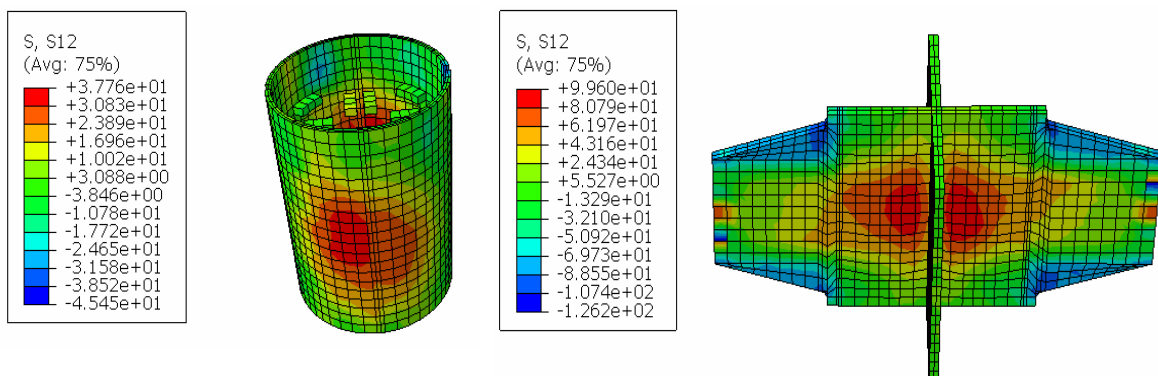 S, S12
(Avg: 75%)
+3.776e+01
+3.083e+01
+2.389e+01
+1.696e+01
+1.002e+01
+3.088e+00
-3.846e+00
-1.078e+01
-1.772e+01
-2.465e+01
-3.158e+01
-3.852e+01
-4.545e+01
S, S12
(Avg: 75%)
+9.960e+01
+8.079e+01
+6.197e+01
+4.316e+01
+2.434e+01
+5.527e+00
-1.329e+01
-3.210e+01
-5.092e+01
-6.973e+01
-8.855e+01
-1.074e+02
-1.262e+02